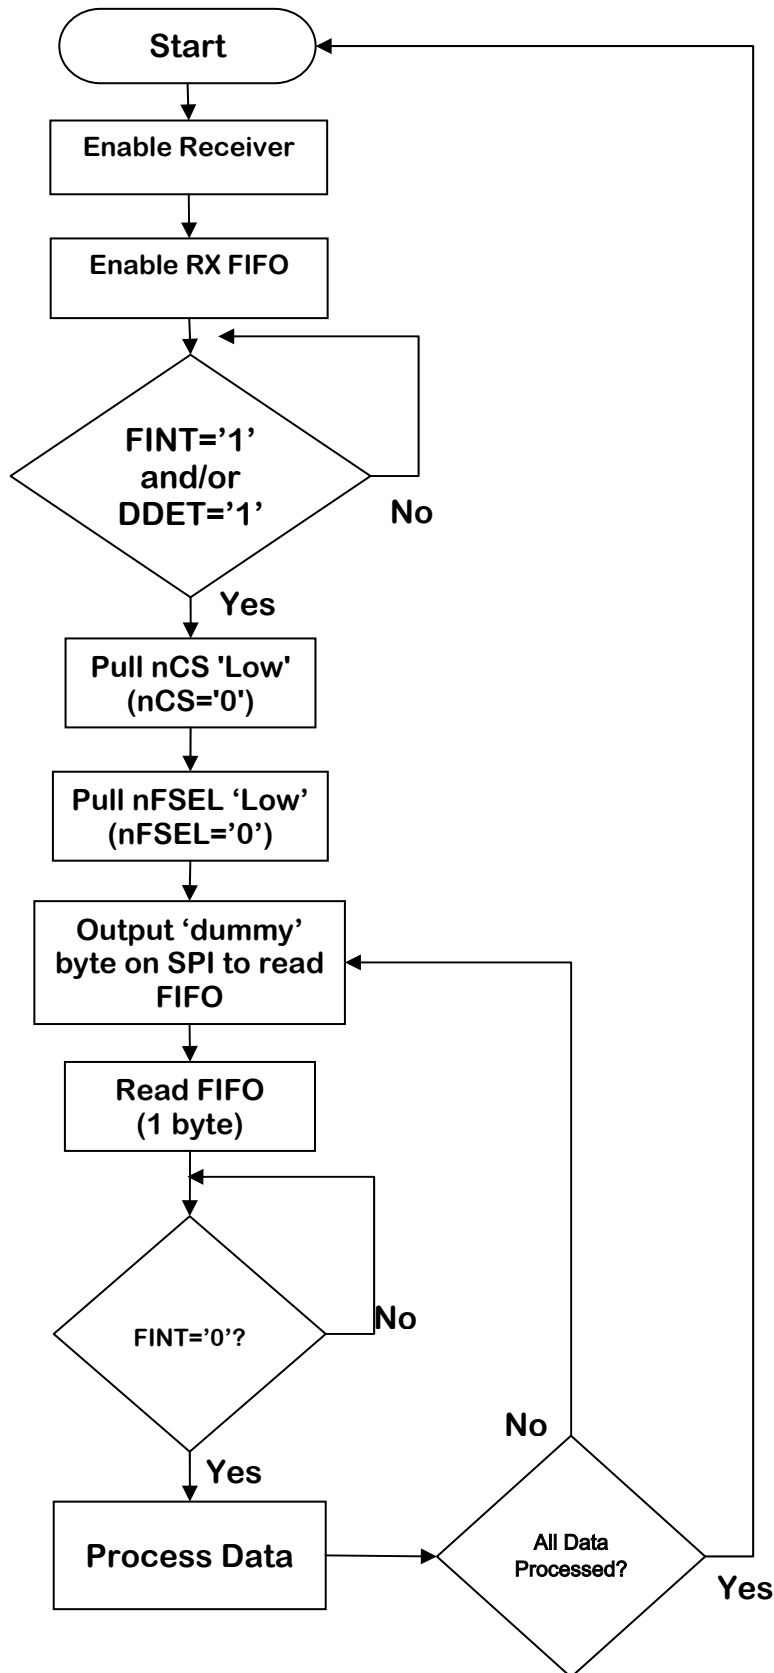 Start
Enable Receiver
Enable RX FIFO
FINT=’1’
and/or
DDET=’1’
No
Yes
Pull nCS 'Low'
(nCS='0')
Pull nFSEL ‘Low’
(nFSEL=’0’)
Output ‘dummy’
byte on SPI to read
FIFO
Read FIFO
(1 byte)
FINT=’0’?
No
Yes
Process Data
No
All Data
Processed?
Yes